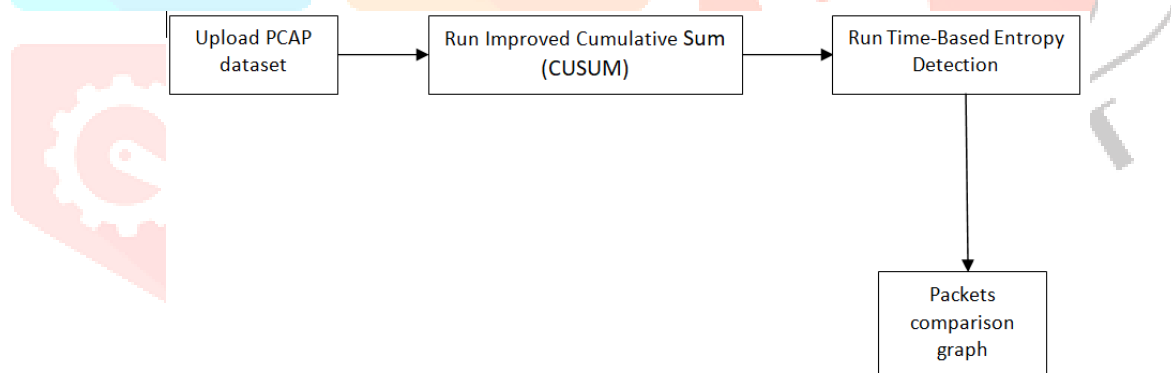 Upload PCAP
dataset
Run Improved Cumulative Sum
(CUSUM)
Run Time-Based Entropy
Detection
Packets
comparison
graph